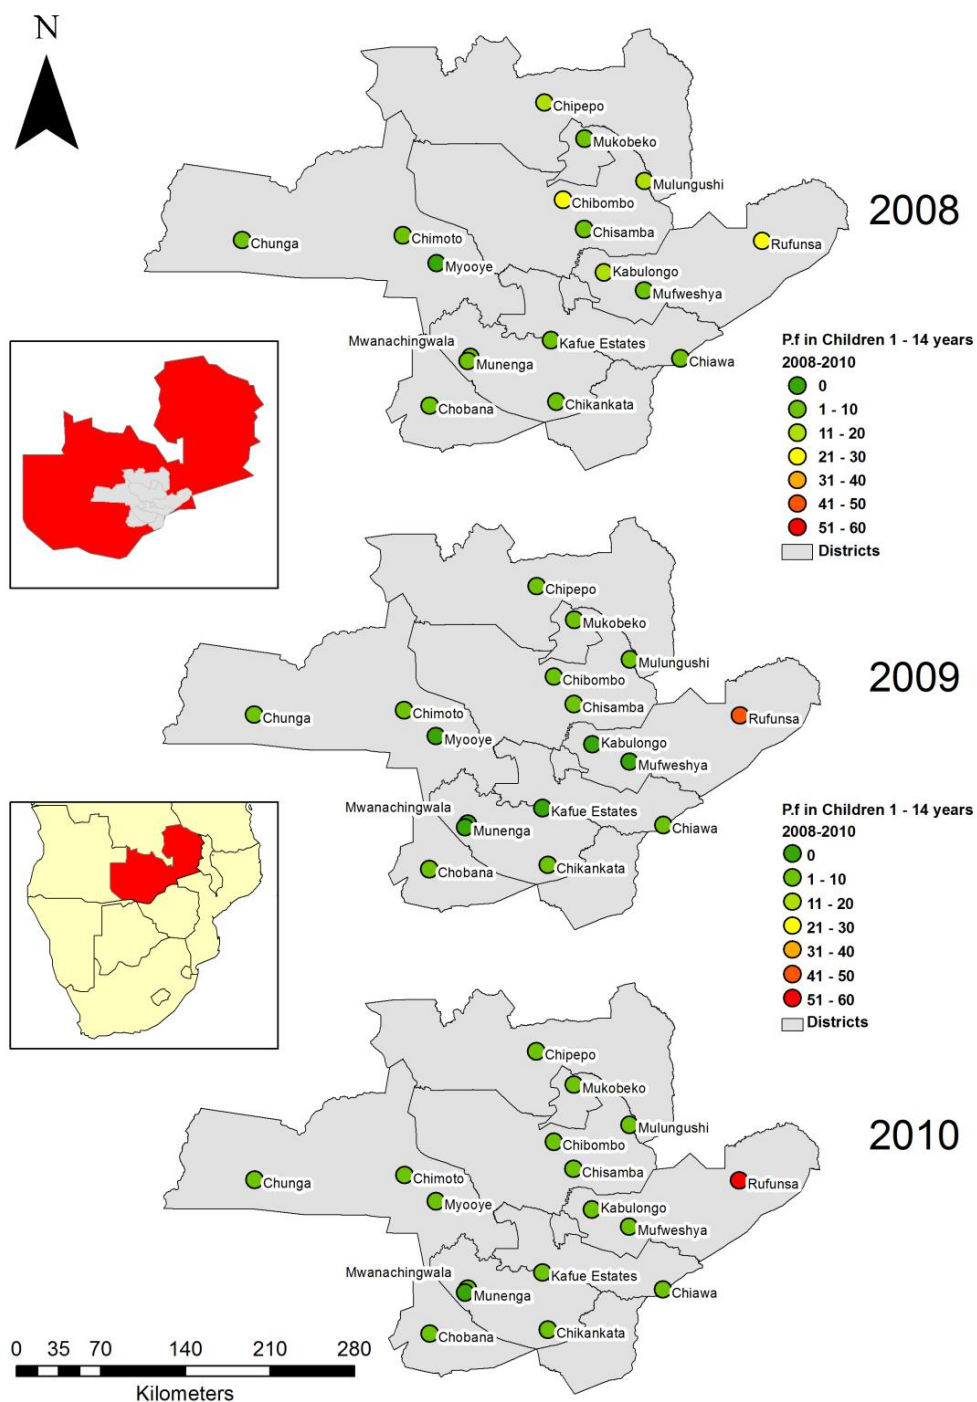 N
Chipepo
Mukobeko
Mulungushi
2008
Chibombo
Chisamba
Rufunsa
Chunga
Chimoto
Myooye
Kabulongo
Mufweshya
Mwanachingwala
Kafue Estates
Munenga
Chiawa
Chobana
Chikankata
P.f in Children 1 - 14 years
2008-2010
0
1 - 10
11 - 20
21 - 30
31 - 40
41 - 50
51 - 60
Districts
Chipepo
Mukobeko
Mulungushi
2009
Chibombo
Chisamba
Rufunsa
Chunga
Chimoto
Myooye
Kabulongo
Mufweshya
Mwanachingwala
Kafue Estates
Munenga
Chiawa
Chobana
Chikankata
P.f in Children 1 - 14 years
2008-2010
0
1 - 10
11 - 20
21 - 30
31 - 40
41 - 50
51 - 60
Districts
Chipepo
Mukobeko
Mulungushi
2010
Chibombo
Chisamba
Rufunsa
Chunga
Chimoto
Myooye
Kabulongo
Mufweshya
Mwanachingwala
Kafue Estates
Munenga
Chiawa
Chobana
Chikankata
0 35 70 140 210 280
Kilometers